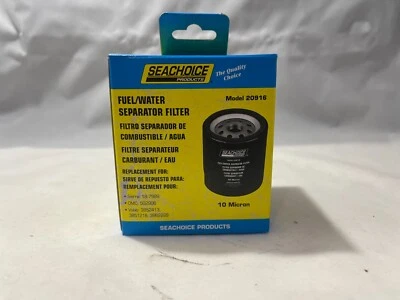 SEACHOICE
PRODUCTS
The Quality
Choice
FUEL/WATER
SEPARATOR FILTER
Model 20916
FILTRO SEPARADOR DE
COMBUSTIBLE / AGUA
FILTRE SEPARATEUR
CARBURANT / EAU
REPLACEMENT FOR:
SIRVE DE REPUESTO PARA:
REMPLACEMENT POUR:
SEACHOICE
10 Micron
SEACHOICE PRODUCTS